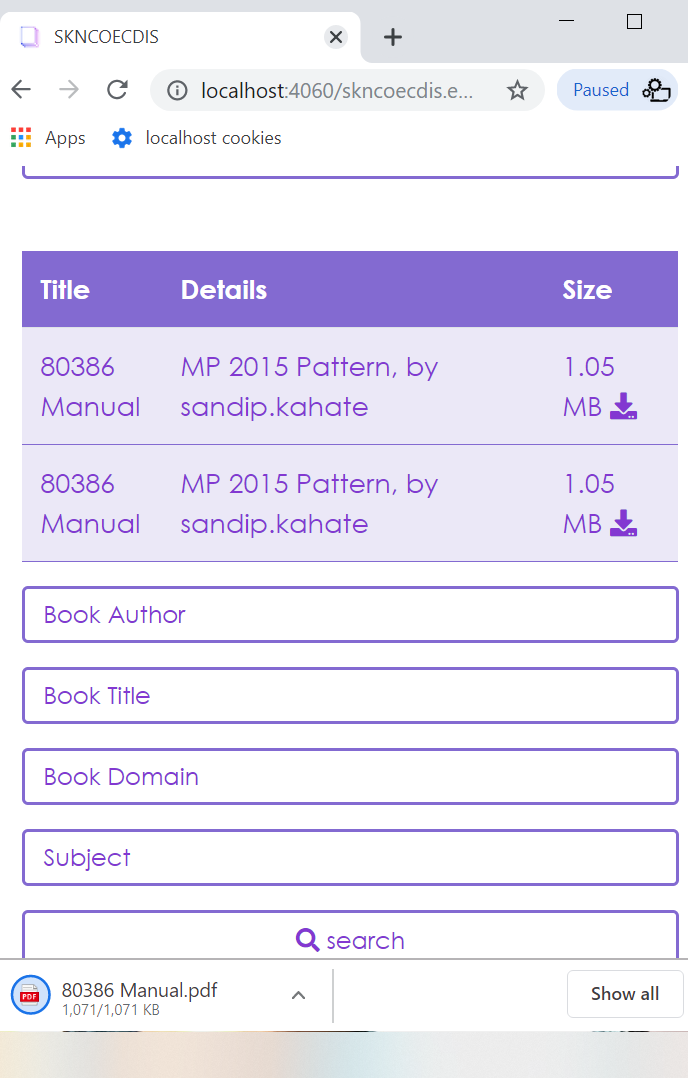 SKNCOECDIS
localhost:4060/skncoecdis.e...
Paused
Apps
localhost cookies
Title Details Size
80386 MP 2015 Pattern, by 1.05
Manual sandip.kahate MB
80386 MP 2015 Pattern, by 1.05
Manual sandip.kahate MB
Book Author
Book Title
Book Domain
Subject
search
PDF
80386 Manual.pdf
1,071/1,071 KB
Show all